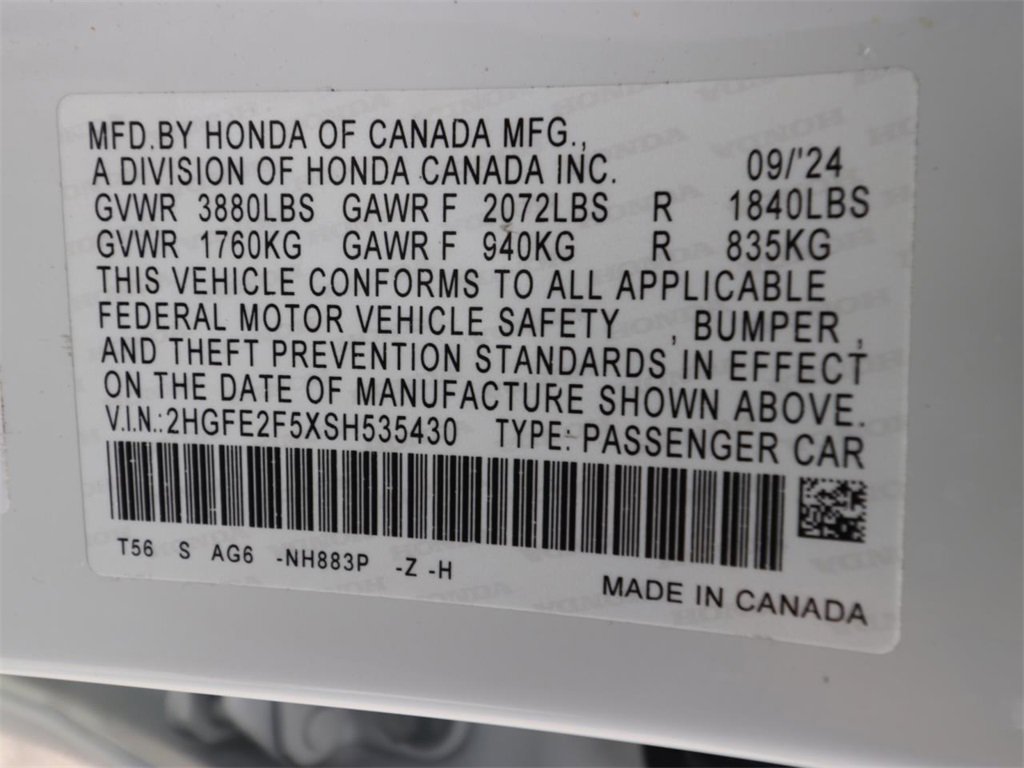 MFD.BY HONDA OF CANADA MFG.,
A DIVISION OF HONDA CANADA INC. 09/'24
GVWR 3880LBS GAWR F 2072LBS R 1840LBS
GVWR 1760KG GAWR F 940KG R 835KG
THIS VEHICLE CONFORMS TO ALL APPLICABLE
FEDERAL MOTOR VEHICLE SAFETY , BUMPER ,
AND THEFT PREVENTION STANDARDS IN EFFECT
ON THE DATE OF MANUFACTURE SHOWN ABOVE.
V.I.N.:2HGFE2F5XSH535430 TYPE: PASSENGER CAR
T56 S AG6 -NH883P -Z -H
MADE IN CANADA